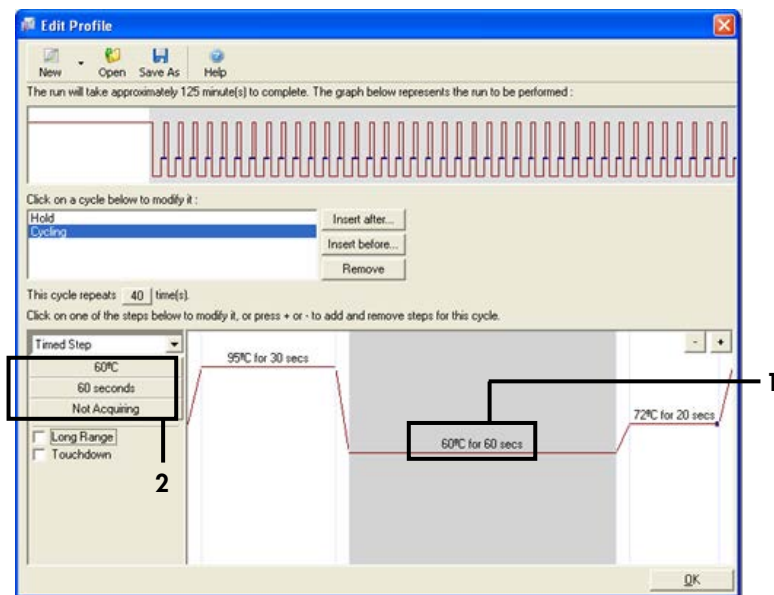 Edit Profile
New Open Save As Help
The run will take approximately 125 minute(s) to complete. The graph below represents the run to be performed :
Click on a cycle below to modify it :
Hold
Cycling
Insert after...
Insert before...
Remove
This cycle repeats 40 time(s).
Click on one of the steps below to modify it, or press + or - to add and remove steps for this cycle.
Timed Step
60ºC
60 seconds
Not Acquiring
Long Range
Touchdown
- +
95ºC for 30 secs
60ºC for 60 secs
72ºC for 20 secs
1
2
OK